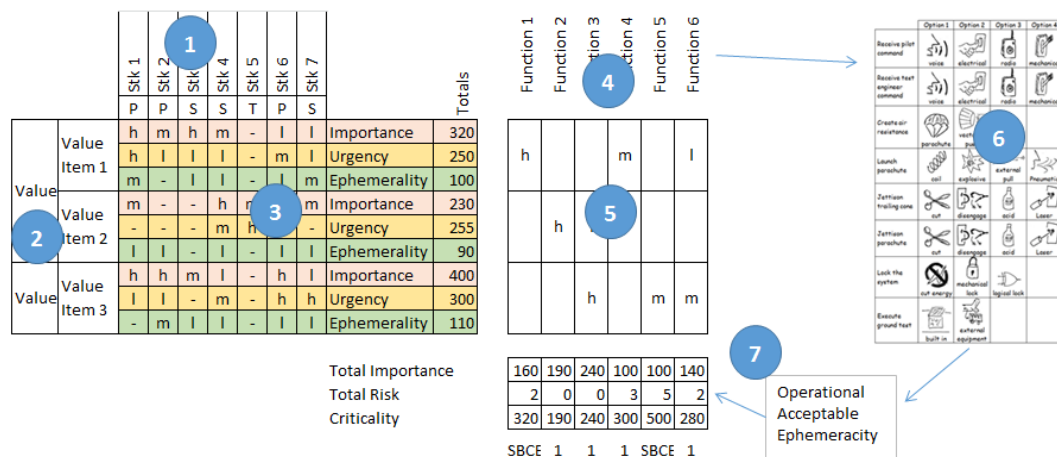 Stk 1 Stk 2 Stk 4 Stk 5 Stk 6 Stk 7 Totals
1
P P S S T P S
Value
Value Item 1
h m h m - l l Importance 320
h l l l - m l Urgency 250
m - l l - l m Ephemerality 100
2
Value Item 2
m - - h m Importance 230
3
- - - m h - Urgency 255
l l - l - l l Ephemerality 90
Value
Value Item 3
h h m l - h l Importance 400
l l - m - h h Urgency 300
- m l l - l l Ephemerality 110
Function 1 Function 2 Function 3 Function 4 Function 5 Function 6
4
h m l
5
h
h m m
Total Importance 160 190 240 100 100 140
Total Risk 2 0 0 3 5 2
Criticality 320 190 240 300 500 280
SBCE 1 1 1 SBCE 1
7
Operational
Acceptable
Ephemeracity
Option 1 Option 2 Option 3 Option 4
Receive pilot command
voice electrical radio mechanical
Receive test engineer command
voice electrical radio mechanical
Create air resistance
parachute
6
Launch parachute
coil explosive external pull Pneumatic
Jettison trailing cone
cut disengage acid Laser
Jettison parachute
cut disengage acid Laser
Lock the system
cut energy mechanical lock logical lock
Execute ground test
built in external equipment